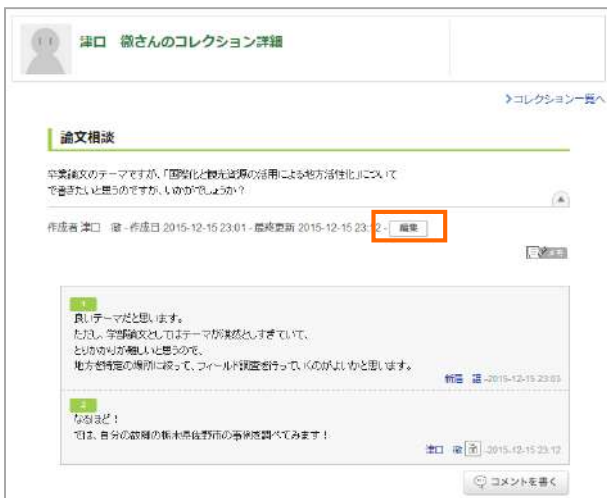 津口　徹さんのコレクション詳細
コレクション一覧へ
論文相談
卒業論文のテーマですが、「国際化と観光資源の活用による地方活性化」について
で書きたいと思うのですが、いかがでしょうか？
作成者 津口　徹 - 作成日 2015-12-15 23:01 - 最終更新 2015-12-15 23:12 - 編集
1
良いテーマだと思います。
ただし、学部論文としてはテーマが漠然としすぎていて、
とりかかりが難しいと思うので、
地方を特定の場所に絞って、フィールド調査を行っていくのがよいかと思います。
-2015-12-15 23:03
2
なるほど！
では、自分の故郷の栃木県佐野市の事例を調べてみます！
津口　徹 -2015-12-15 23:12
コメントを書く